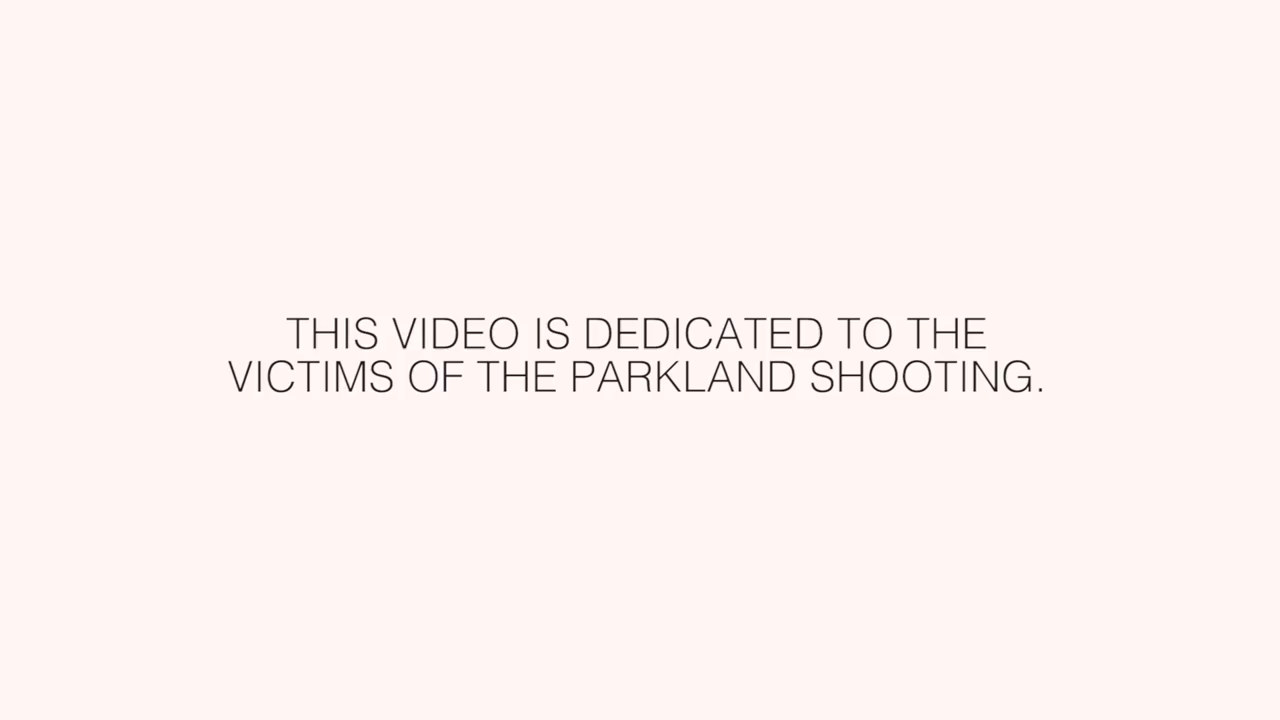 THIS VIDEO IS DEDICATED TO THE
VICTIMS OF THE PARKLAND SHOOTING.